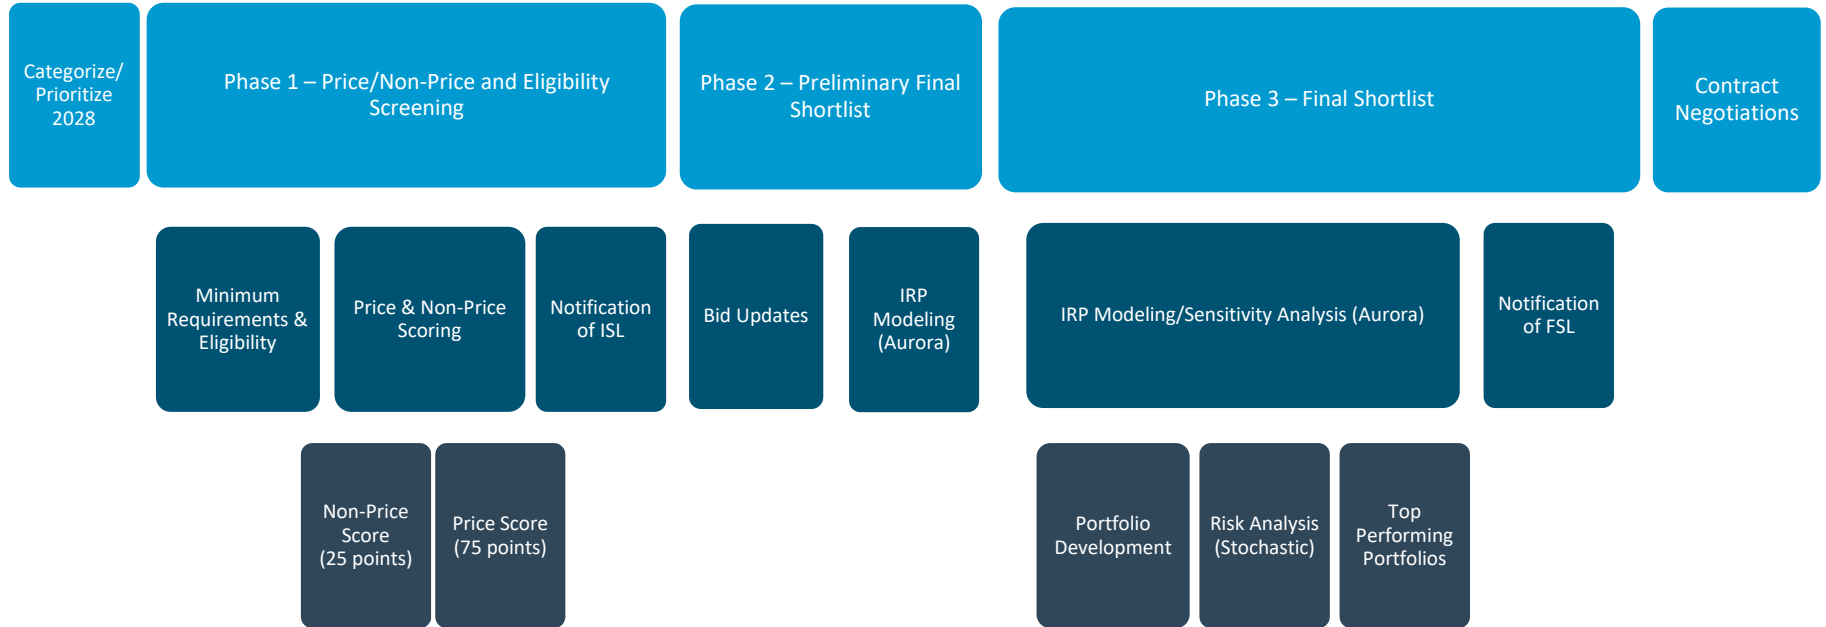 Categorize/
Prioritize
2028
Phase 1 – Price/Non-Price and Eligibility
Screening
Phase 2 – Preliminary Final
Shortlist
Phase 3 – Final Shortlist
Contract
Negotiations
Minimum
Requirements &
Eligibility
Price & Non-Price
Scoring
Notification
of ISL
Bid Updates
IRP
Modeling
(Aurora)
IRP Modeling/Sensitivity Analysis (Aurora)
Notification
of FSL
Non-Price
Score
(25 points)
Price Score
(75 points)
Portfolio
Development
Risk Analysis
(Stochastic)
Top
Performing
Portfolios